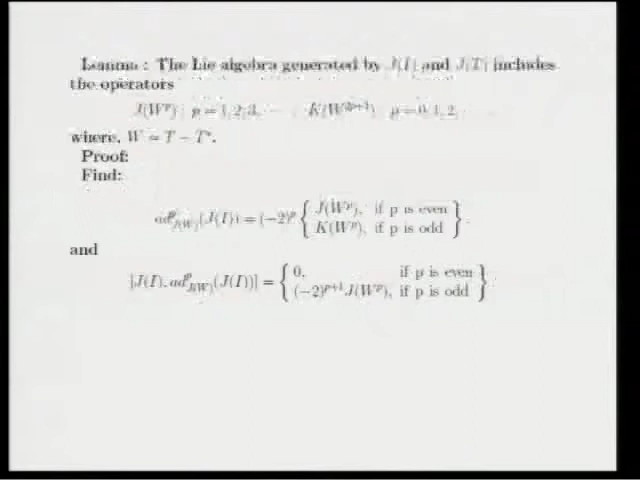 Lemma : The Lie algebra generated by J(I) and J(T) includes
the operators
J(W^p) p = 1, 2, 3, ⋯ , K(W^{2p+1}) p = 0, 1, 2, ⋯
where, W = T − T*.
Proof:
Find:
ad^p_{J(W)}(J(I)) = (−2)^p { J(W^p), if p is even
K(W^p), if p is odd } .
and
[J(I), ad^p_{J(W)}(J(I))] = { 0, if p is even
(−2)^{p+1} J(W^p), if p is odd } .